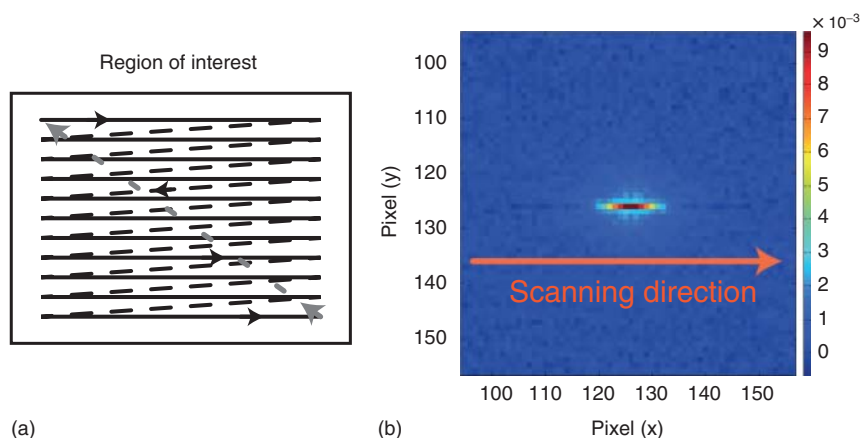 Region of interest
(a)
× 10⁻³
9
8
7
6
5
4
3
2
1
0
Pixel (y)
100
110
120
130
140
150
Scanning direction
100 110 120 130 140 150
Pixel (x)
(b)